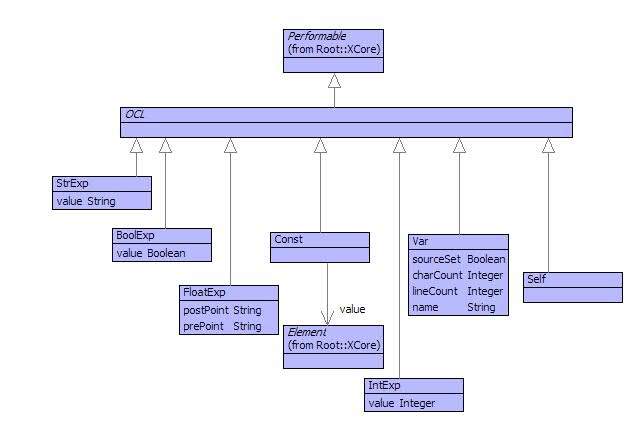 Performable
(from Root::XCore)
OCL
StrExp
value String
BoolExp
value Boolean
FloatExp
postPoint String
prePoint String
Const
value
Element
(from Root::XCore)
IntExp
value Integer
Var
sourceSet Boolean
charCount Integer
lineCount Integer
name String
Self